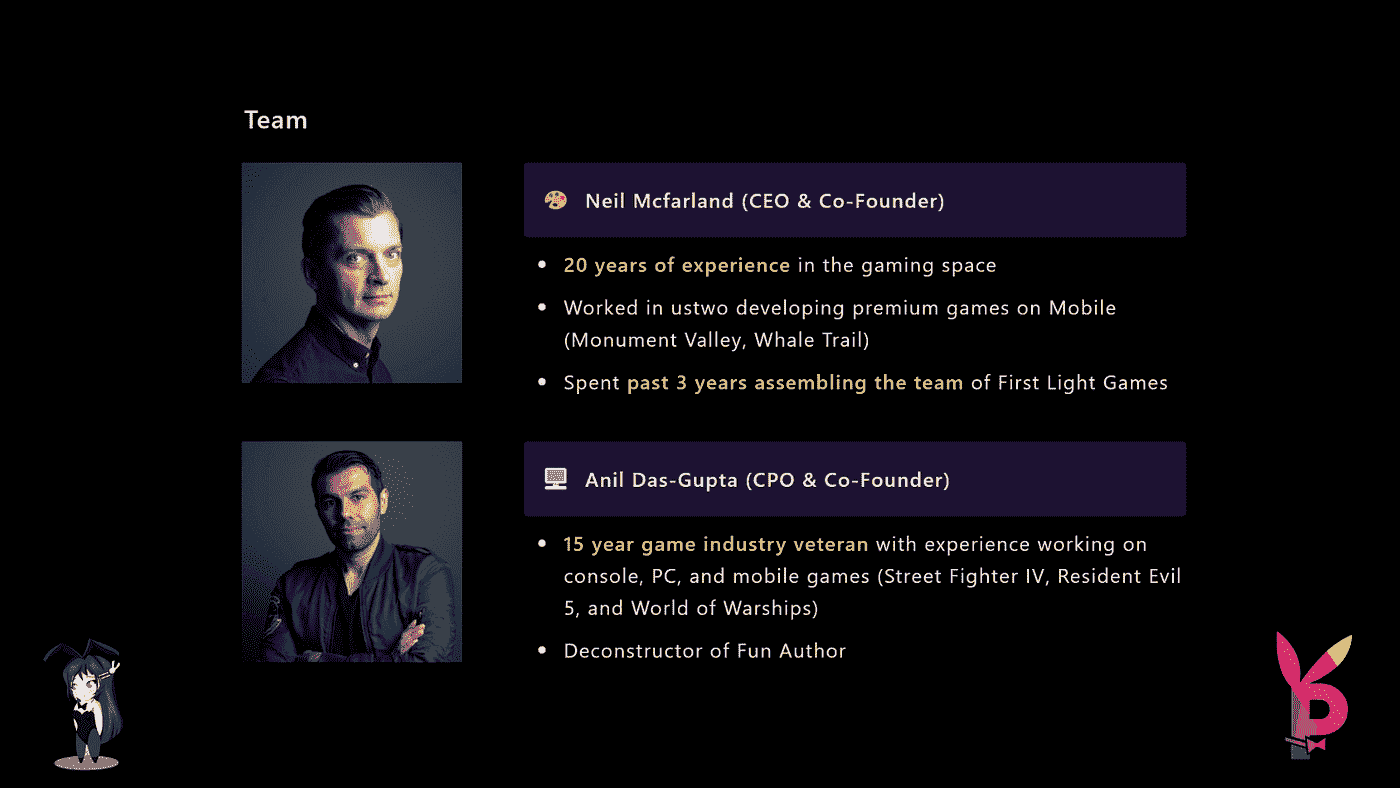 Team
Neil Mcfarland (CEO & Co-Founder)
20 years of experience in the gaming space
Worked in ustwo developing premium games on Mobile
(Monument Valley, Whale Trail)
Spent past 3 years assembling the team of First Light Games
Anil Das-Gupta (CPO & Co-Founder)
15 year game industry veteran with experience working on
console, PC, and mobile games (Street Fighter IV, Resident Evil
5, and World of Warships)
Deconstructor of Fun Author